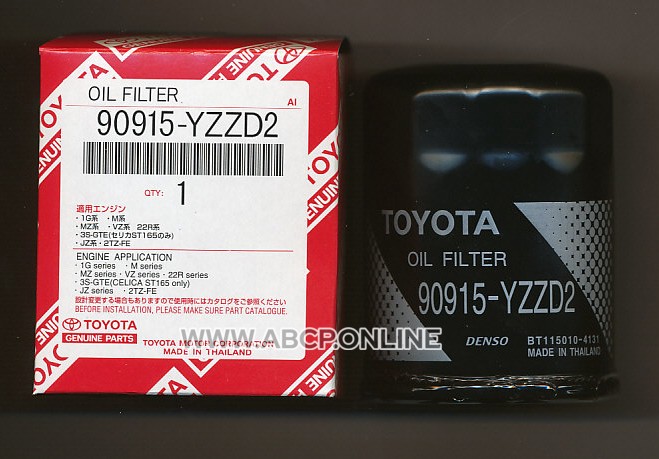 OIL FILTER
AI
90915-YZZD2
QTY: 1
適用エンジン
・1G系 ・M系
・MZ系 ・VZ系 22R系
・3S-GTE(セリカST165のみ)
・JZ系・2TZ-FE
ENGINE APPLICATION
・1G series ・M series
・MZ series・VZ series・22R series
・3S-GTE(CELICA ST165 only)
・JZ series ・2TZ-FE
設計変更する場合もありますので使用時にはカタログをご参照ください
BEFORE INSTALLATION, PLEASE MAKE SURE PART CATALOGUE.
TOYOTA
GENUINE PARTS
TOYOTA MOTOR CORPORATION
MADE IN THAILAND
TOYOTA
OIL FILTER
90915-YZZD2
DENSO
BT115010-4131
MADE IN THAILAND
WWW.ABCP.ONLINE